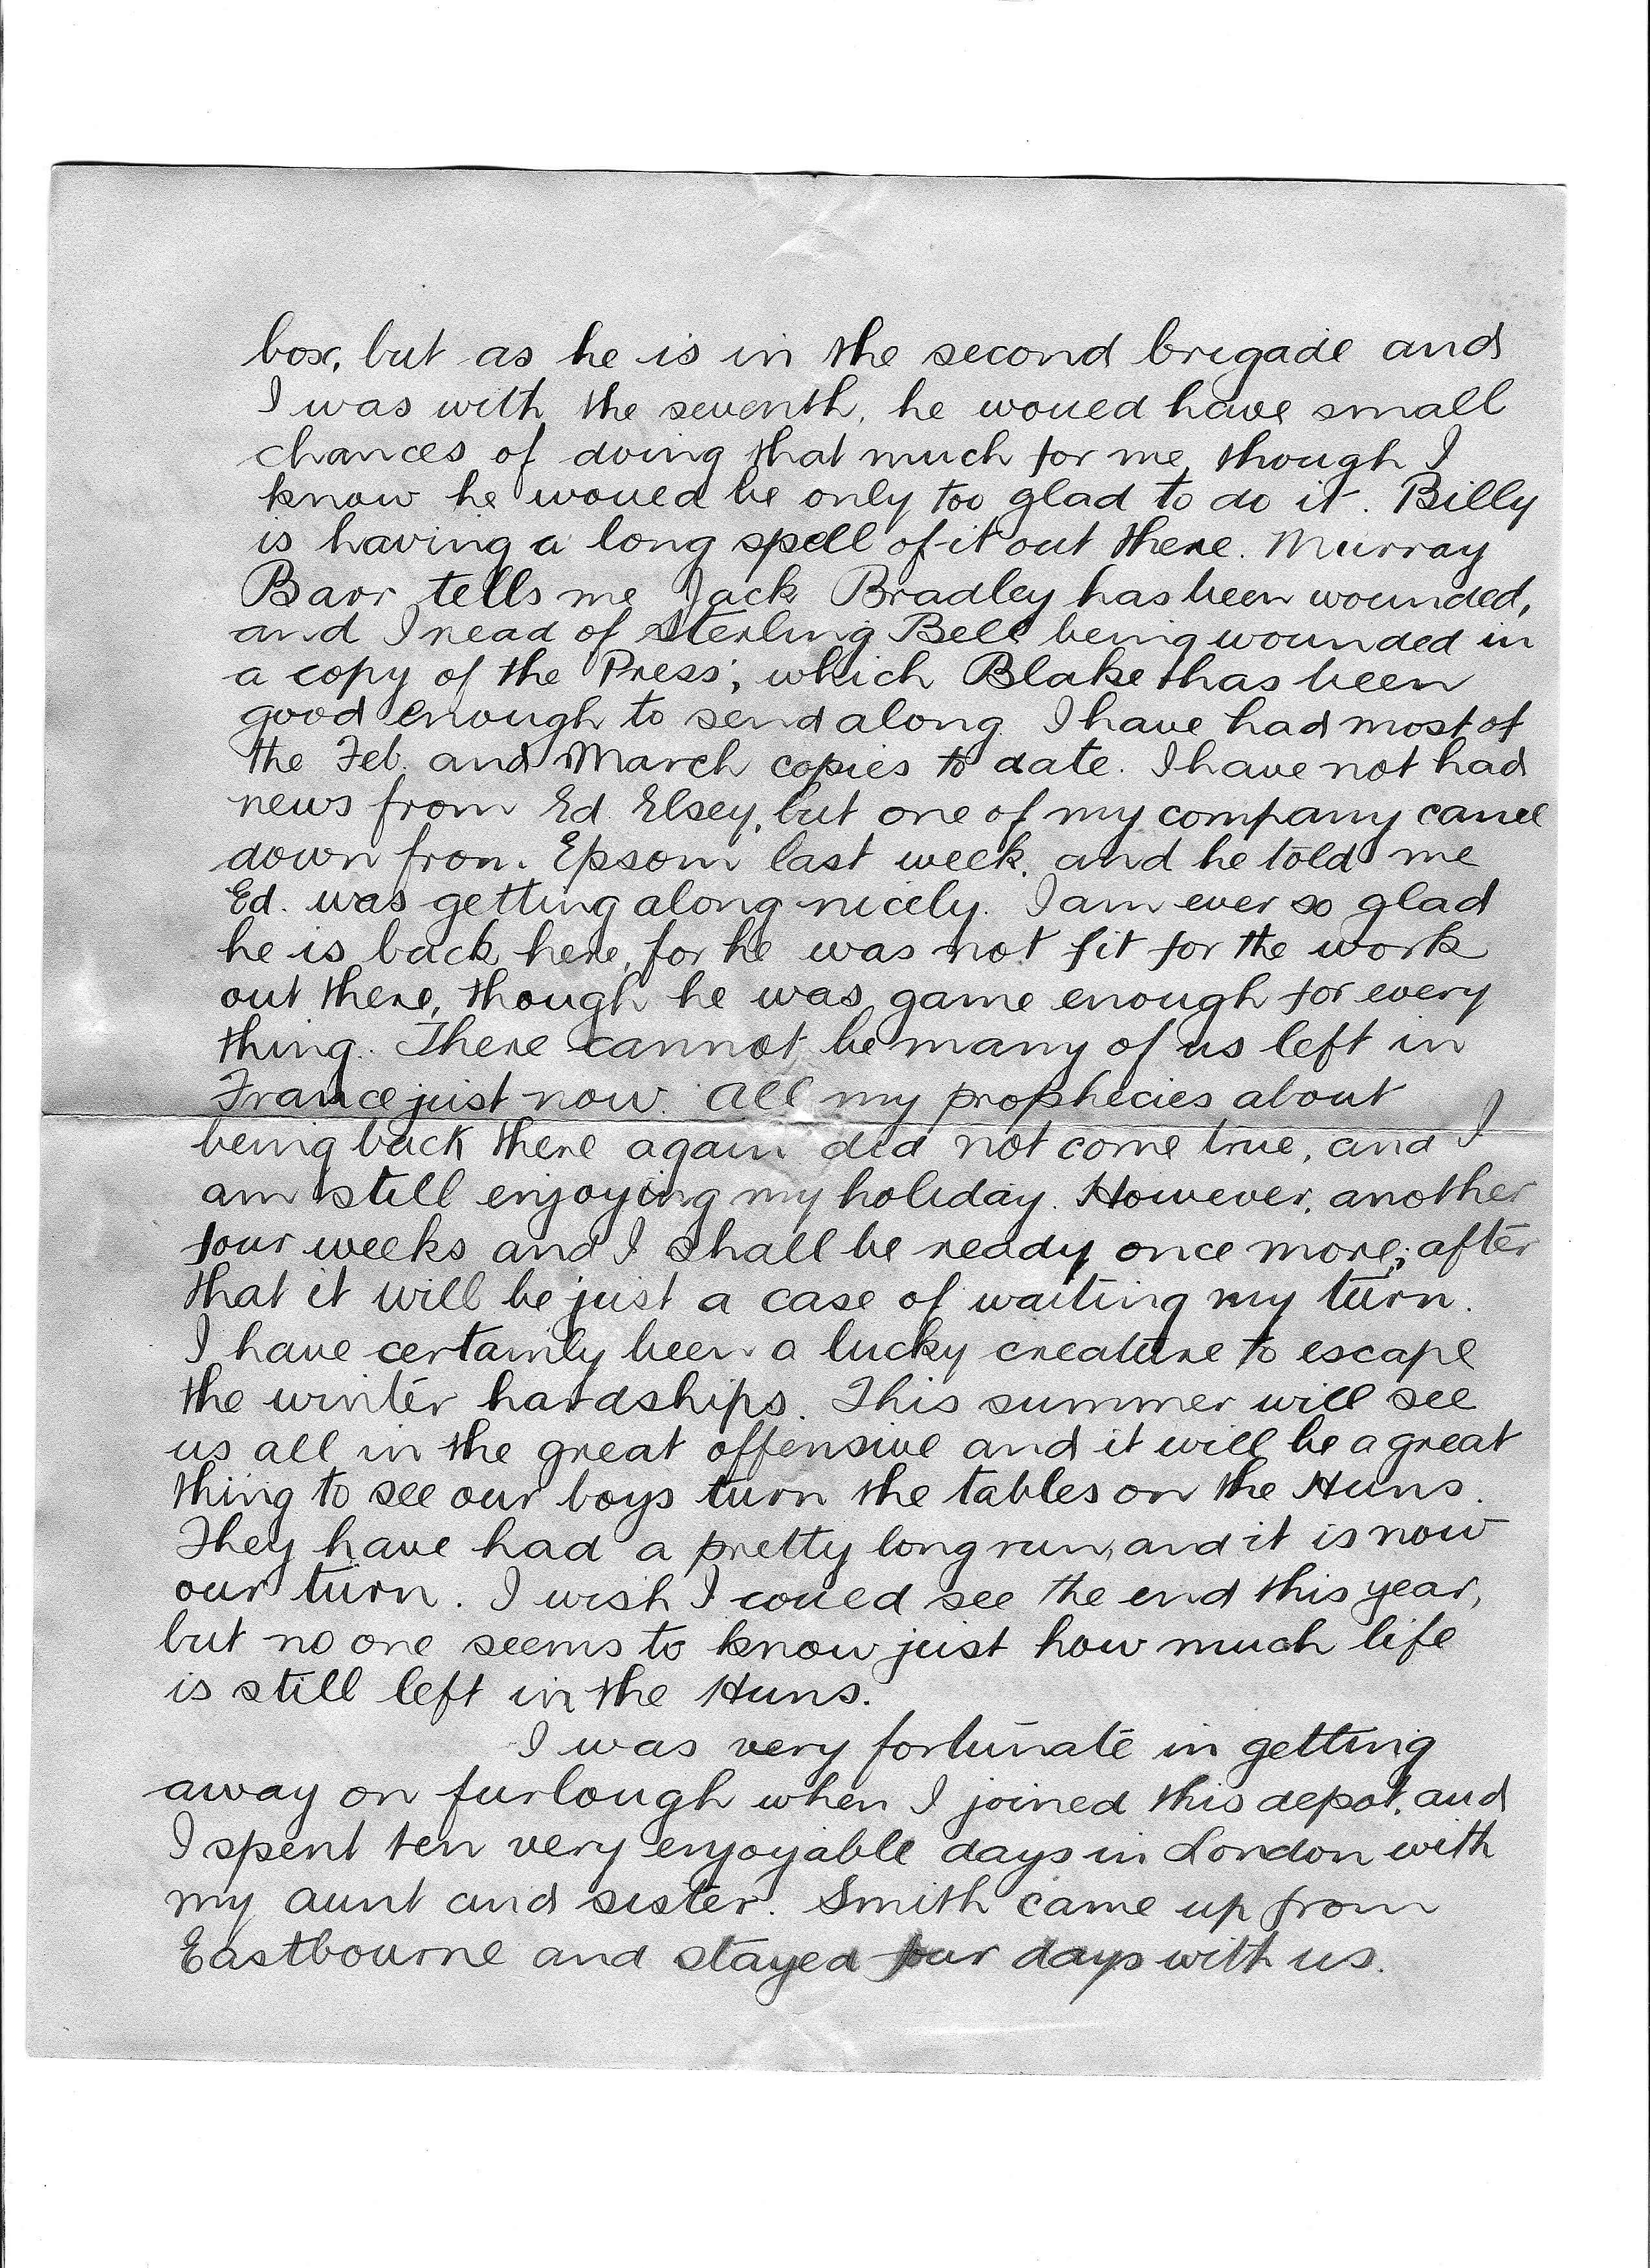 box, but as he is in the second brigade and
I was with the seventh, he would have small
chances of doing that much for me, though I
know he would be only too glad to do it. Billy
is having a long spell of it out there. Murray
Barr tells me Jack Bradley has been wounded,
and I read of Sterling Bell being wounded in
a copy of the 'Press', which Blake has been
good enough to send along. I have had most of
the Feb. and March copies to date. I have not had
news from Ed. Elsey, but one of my company came
down from Epsom last week, and he told me
Ed. was getting along nicely. I am ever so glad
he is back here, for he was not fit for the work
out there, though he was game enough for every
thing. There cannot be many of us left in
France just now. All my prophecies about
being back there again did not come true, and I
am still enjoying my holiday. However, another
four weeks and I shall be ready once more; after
that it will be just a case of waiting my turn.
I have certainly been a lucky creature to escape
the winter hardships. This summer will see
us all in the great offensive and it will be a great
thing to see our boys turn the tables on the Huns.
They have had a pretty long run, and it is now
our turn. I wish I could see the end this year,
but no one seems to know just how much life
is still left in the Huns.
I was very fortunate in getting
away on furlough when I joined this depot, and
I spent ten very enjoyable days in London with
my aunt and sister. Smith came up from
Eastbourne and stayed four days with us.